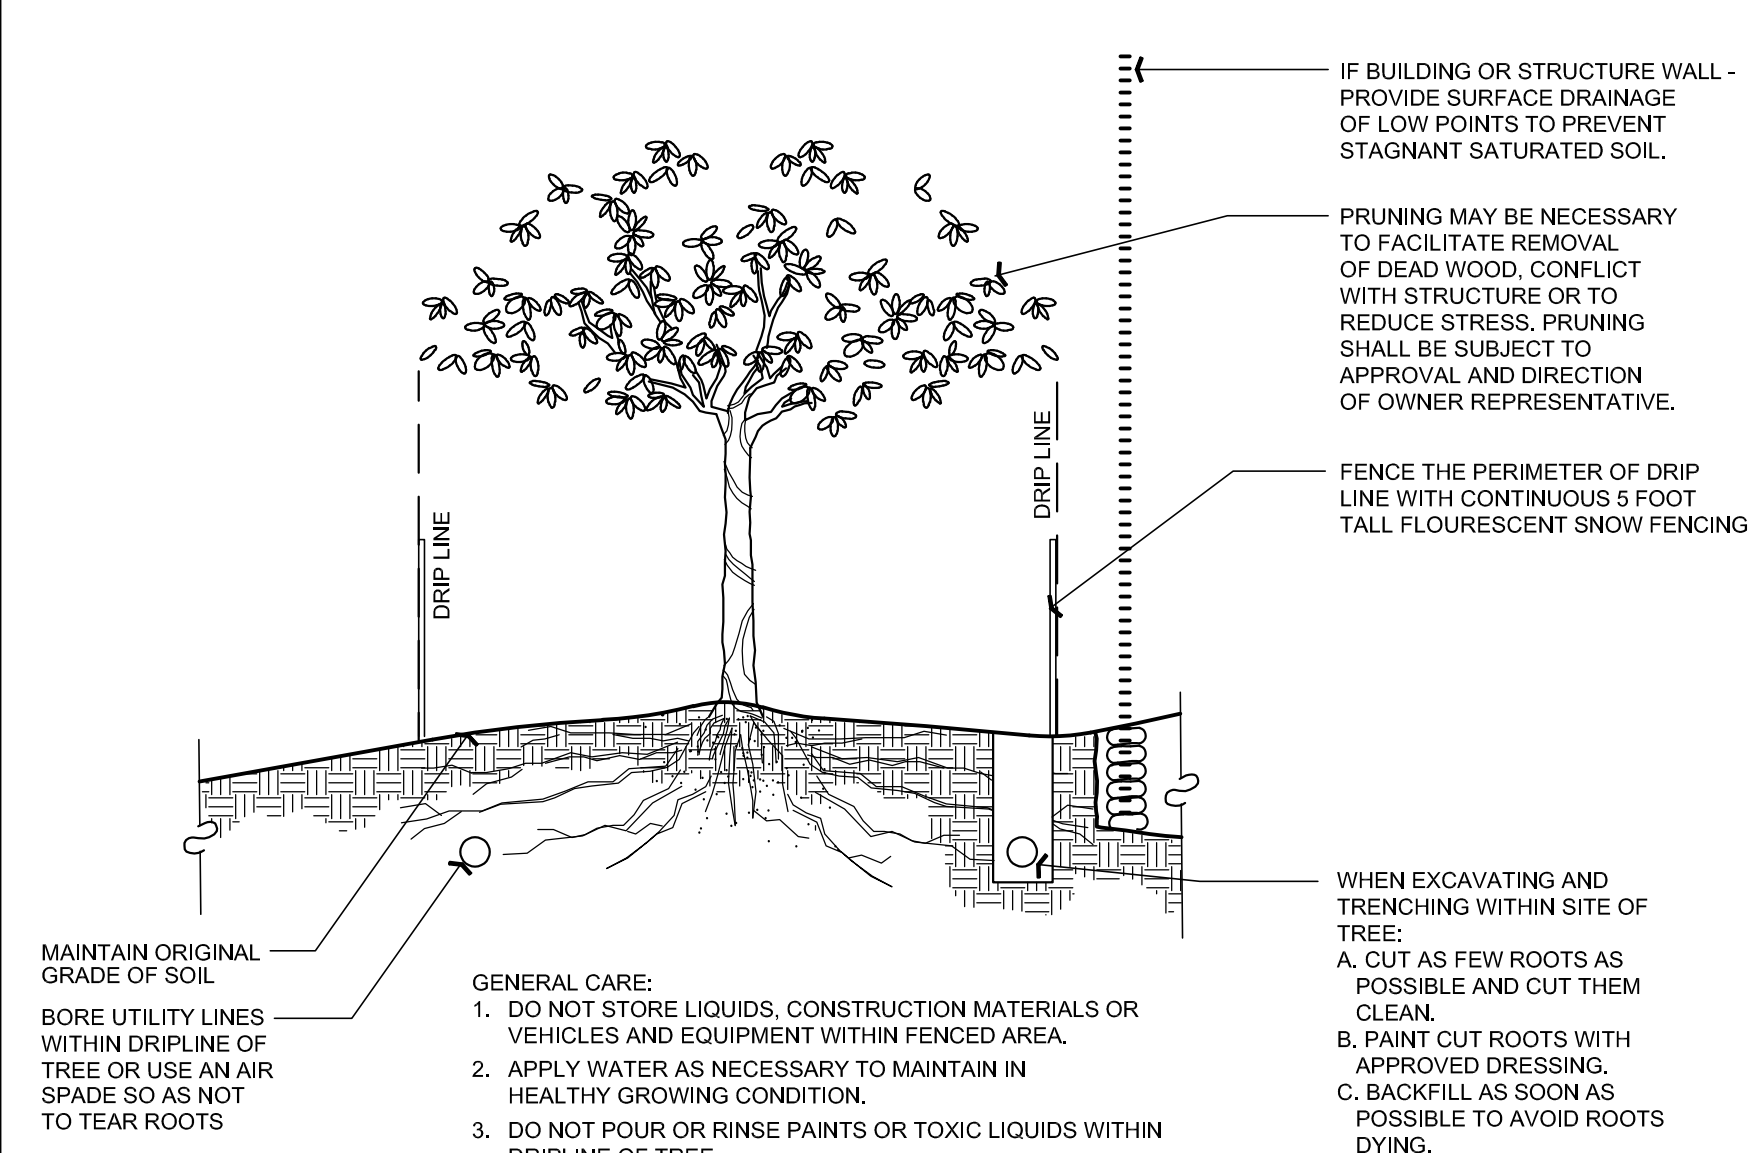 IF BUILDING OR STRUCTURE WALL -
PROVIDE SURFACE DRAINAGE
OF LOW POINTS TO PREVENT
STAGNANT SATURATED SOIL.
PRUNING MAY BE NECESSARY
TO FACILITATE REMOVAL
OF DEAD WOOD, CONFLICT
WITH STRUCTURE OR TO
REDUCE STRESS. PRUNING
SHALL BE SUBJECT TO
APPROVAL AND DIRECTION
OF OWNER REPRESENTATIVE.
DRIP LINE
DRIP LINE
FENCE THE PERIMETER OF DRIP
LINE WITH CONTINUOUS 5 FOOT
TALL FLOURESCENT SNOW FENCING
MAINTAIN ORIGINAL
GRADE OF SOIL
BORE UTILITY LINES
WITHIN DRIPLINE OF
TREE OR USE AN AIR
SPADE SO AS NOT
TO TEAR ROOTS
GENERAL CARE:
1. DO NOT STORE LIQUIDS, CONSTRUCTION MATERIALS OR
VEHICLES AND EQUIPMENT WITHIN FENCED AREA.
2. APPLY WATER AS NECESSARY TO MAINTAIN IN
HEALTHY GROWING CONDITION.
3. DO NOT POUR OR RINSE PAINTS OR TOXIC LIQUIDS WITHIN
DRIPLINE OF TREE
WHEN EXCAVATING AND
TRENCHING WITHIN SITE OF
TREE:
A. CUT AS FEW ROOTS AS
POSSIBLE AND CUT THEM
CLEAN.
B. PAINT CUT ROOTS WITH
APPROVED DRESSING.
C. BACKFILL AS SOON AS
POSSIBLE TO AVOID ROOTS
DYING.